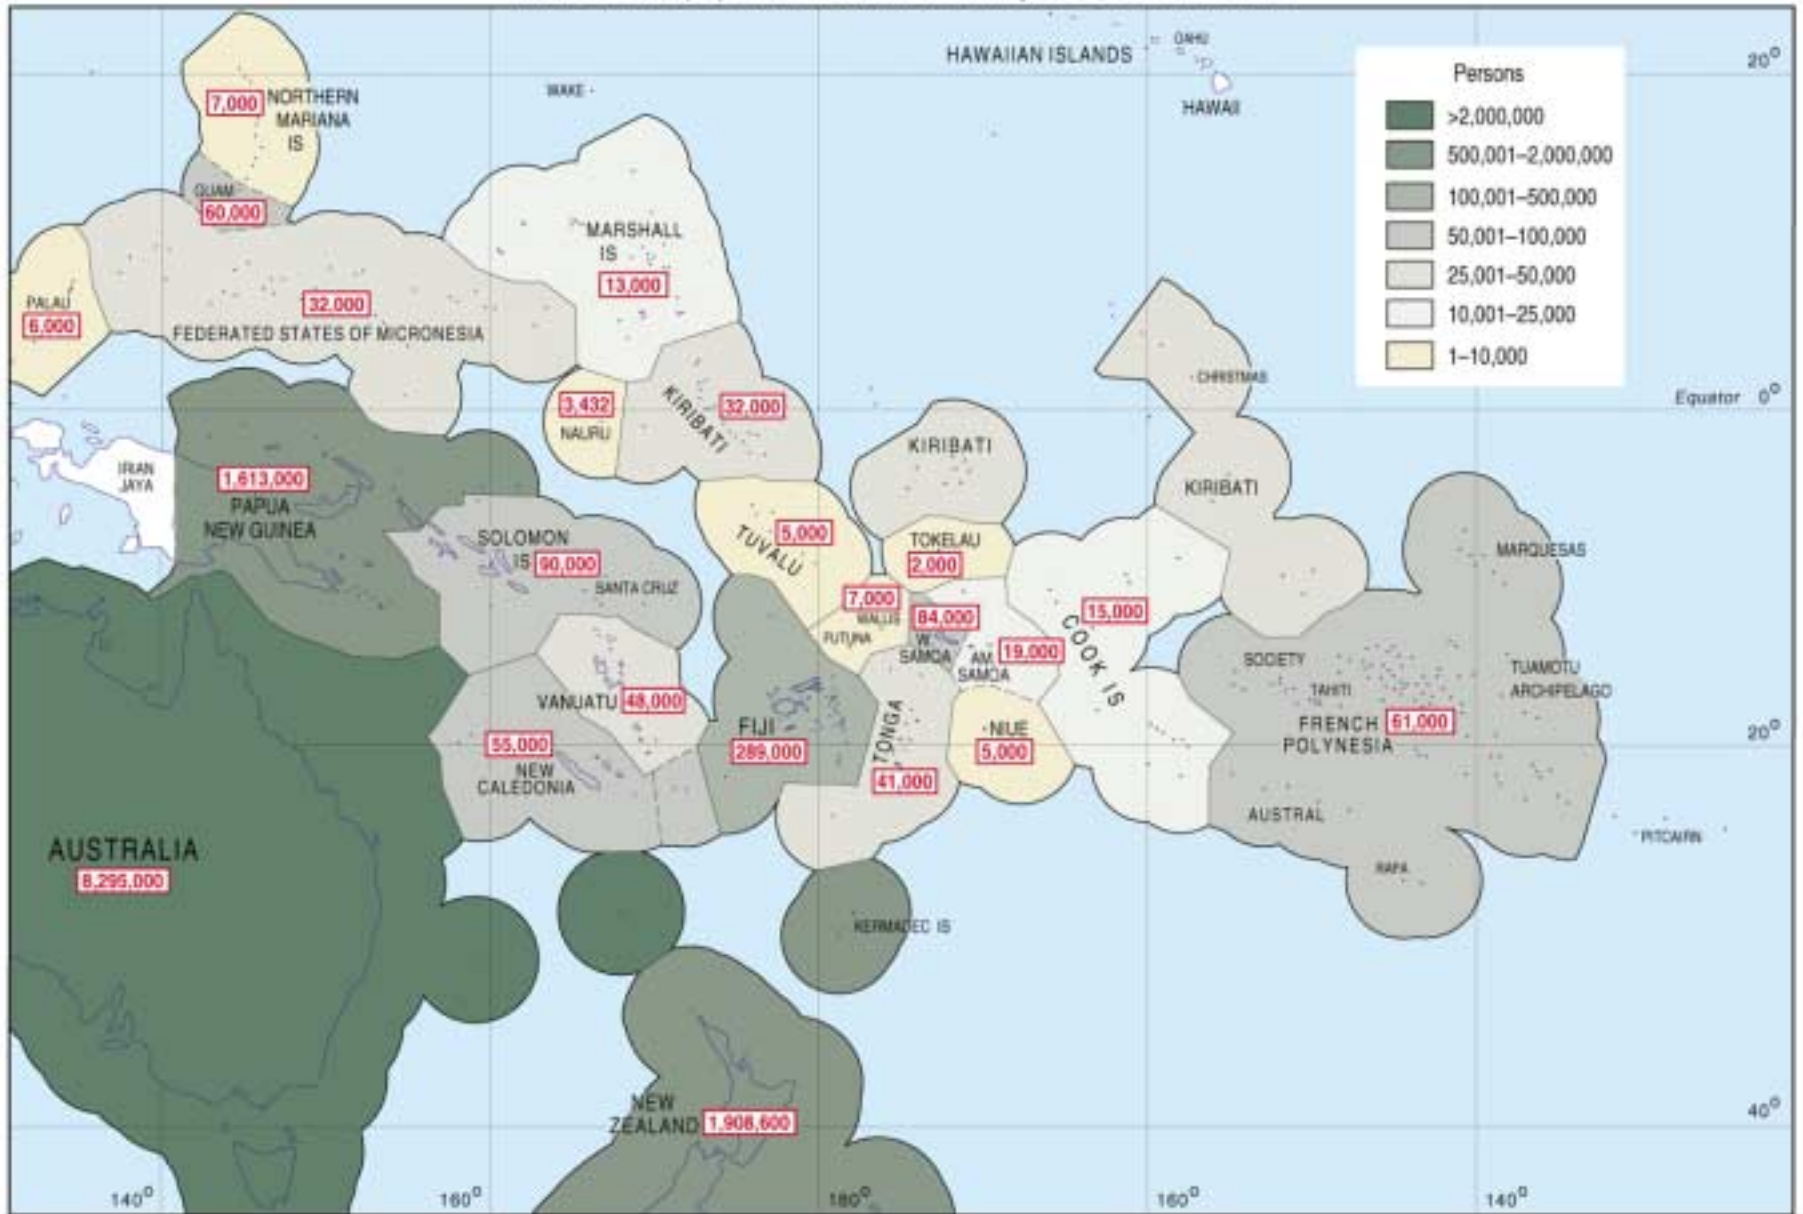 HAWAIIAN ISLANDS
OAHU
HAWAII
20°
Persons
>2,000,000
500,001–2,000,000
100,001–500,000
50,001–100,000
25,001–50,000
10,001–25,000
1–10,000
7,000
NORTHERN
MARIANA
IS
WAKE
GUAM
60,000
MARSHALL
IS
13,000
PALAU
6,000
32,000
FEDERATED STATES OF MICRONESIA
CHRISTMAS
Equator 0°
3,432
NAURU
KIRIBATI
32,000
KIRIBATI
KIRIBATI
IRIAN
JAYA
1,613,000
PAPUA
NEW GUINEA
SOLOMON
IS
90,000
SANTA CRUZ
TUVALU
5,000
TOKELAU
2,000
MARQUESAS
7,000
WALLIS
FUTUNA
84,000
W.
SAMOA
AM
SAMOA
19,000
15,000
COOK IS
SOCIETY
TAHITI
TUAMOTU
ARCHIPELAGO
FRENCH
POLYNESIA
61,000
VANUATU
48,000
FIJI
289,000
TONGA
41,000
NIUE
5,000
20°
55,000
NEW
CALEDONIA
AUSTRAL
PITCAIRN
RAPA
AUSTRALIA
8,295,000
KERMADEC IS
NEW
ZEALAND
1,908,600
40°
140°
160°
180°
160°
140°